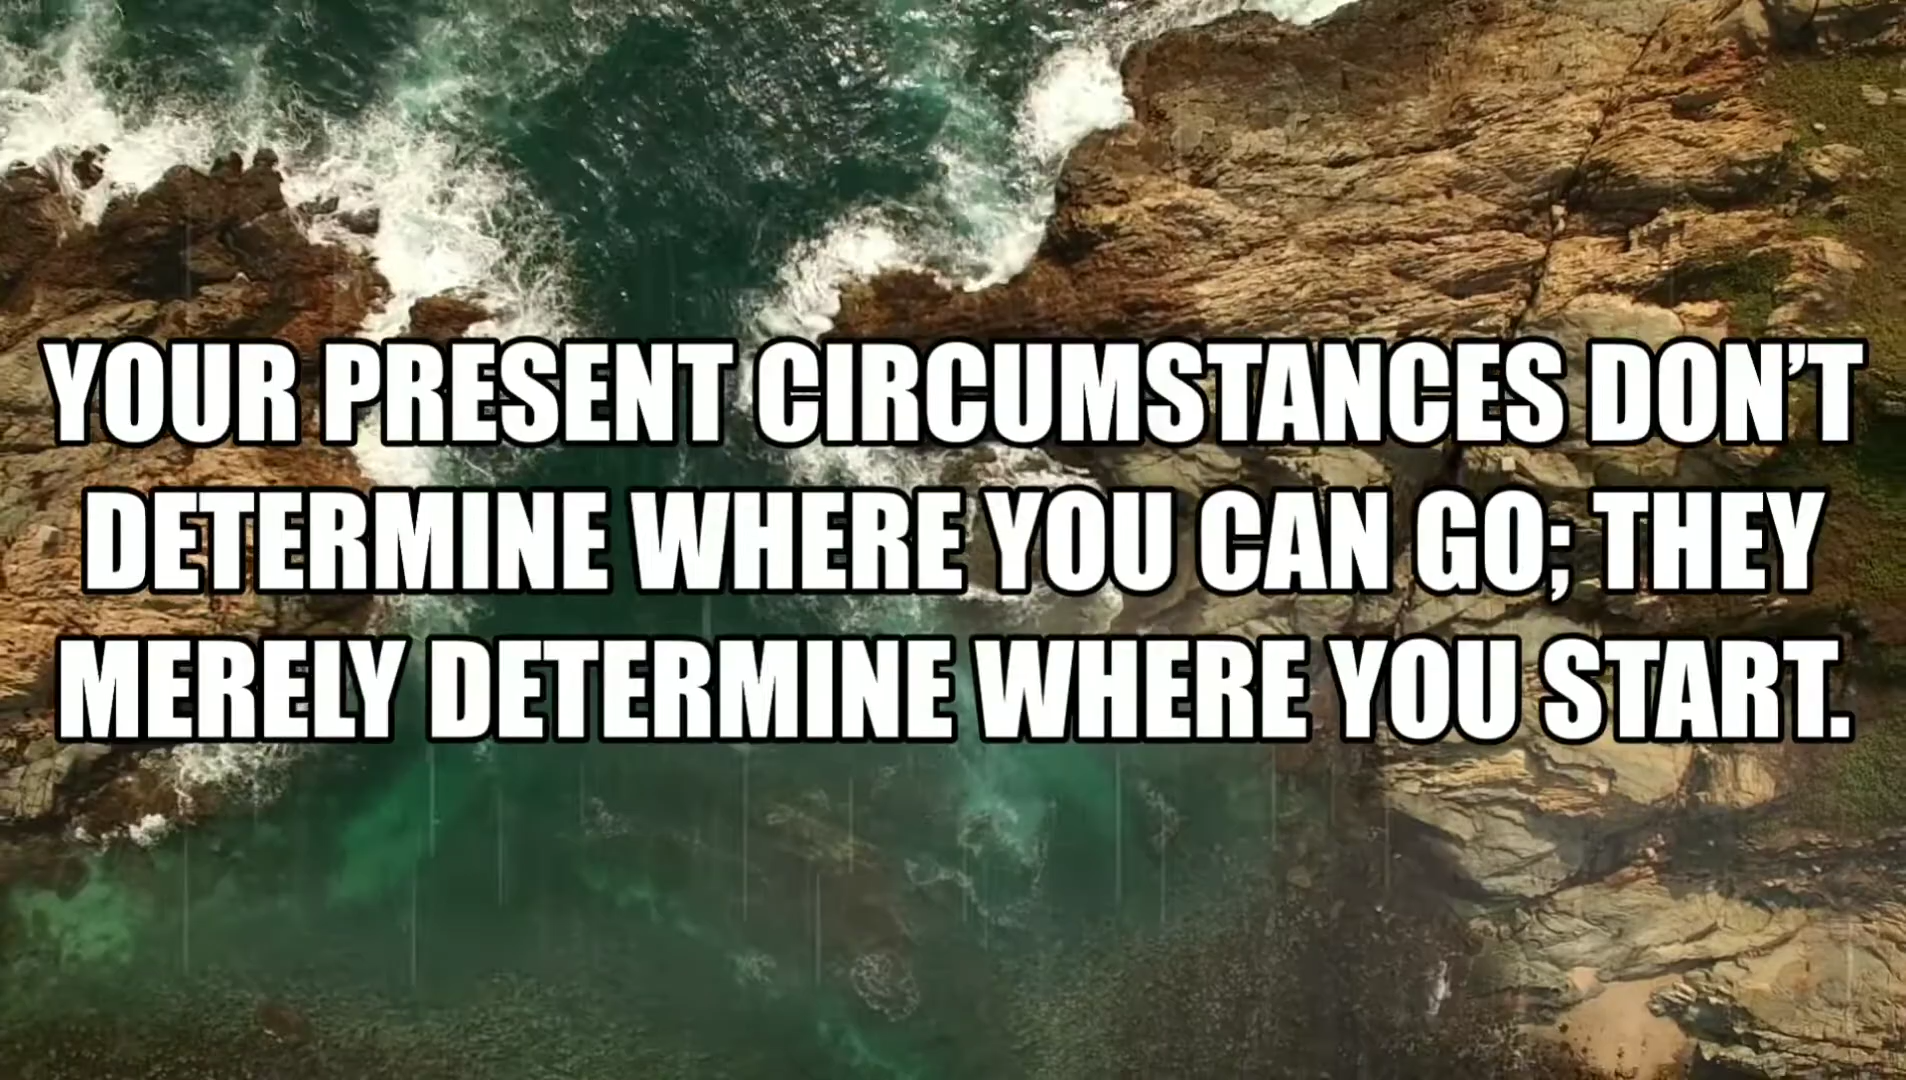 YOUR PRESENT CIRCUMSTANCES DON’T
DETERMINE WHERE YOU CAN GO; THEY
MERELY DETERMINE WHERE YOU START.